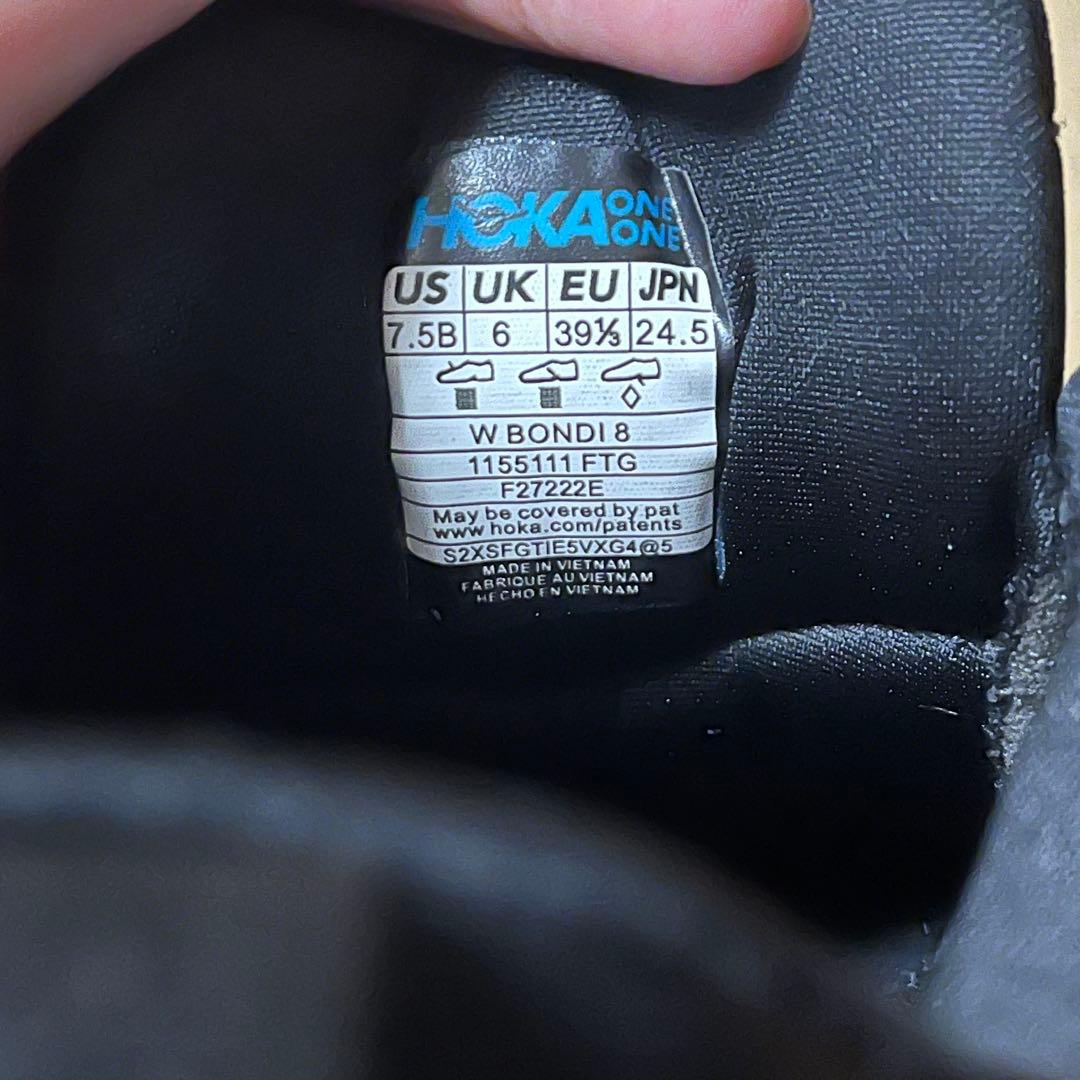 HOKA ONE ONE
US UK EU JPN
7.5B 6 39⅓ 24.5
W BONDI 8
1155111 FTG
F27222E
May be covered by pat
www.hoka.com/patents
S2XSFGTIE5VXG4@5
MADE IN VIETNAM
FABRIQUE AU VIETNAM
HECHO EN VIETNAM